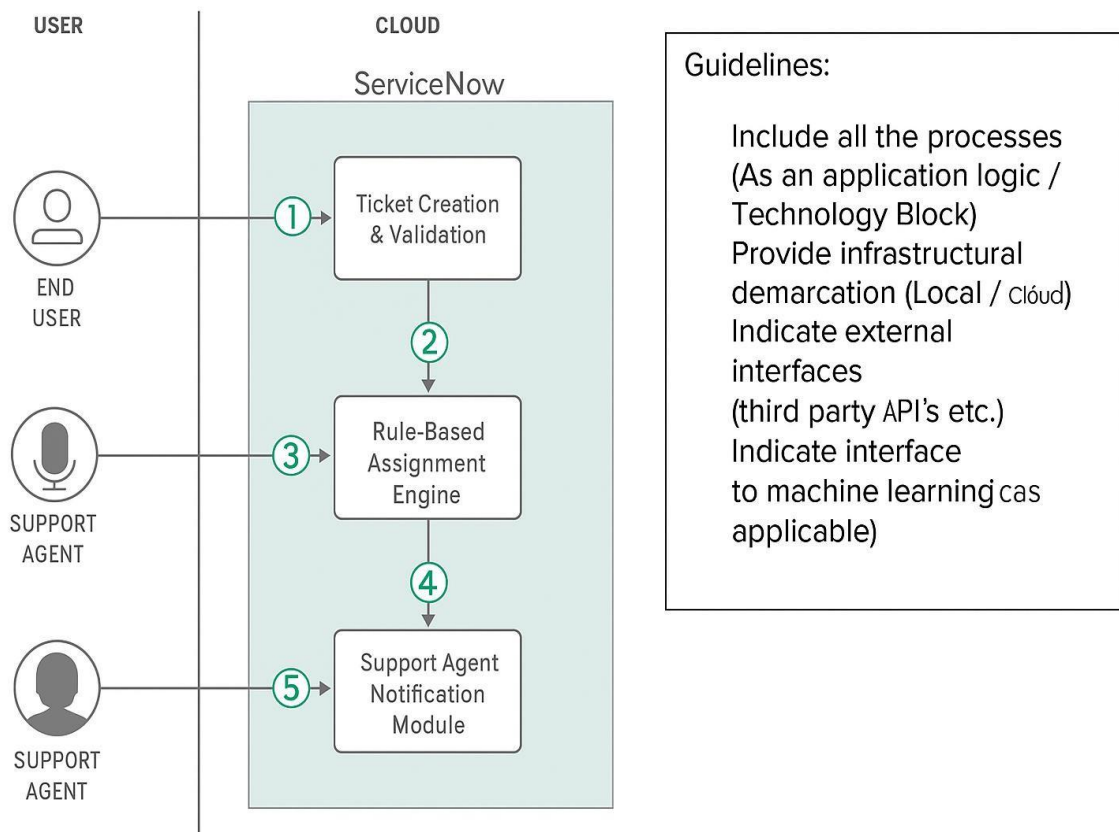 USER
CLOUD
ServiceNow
1
Ticket Creation
& Validation
END
USER
2
3
Rule-Based
Assignment
Engine
SUPPORT
AGENT
4
5
Support Agent
Notification
Module
SUPPORT
AGENT
Guidelines:
Include all the processes
(As an application logic /
Technology Block)
Provide infrastructural
demarcation (Local / Clóud)
Indicate external
interfaces
(third party API's etc.)
Indicate interface
to machine learning cas
applicable)